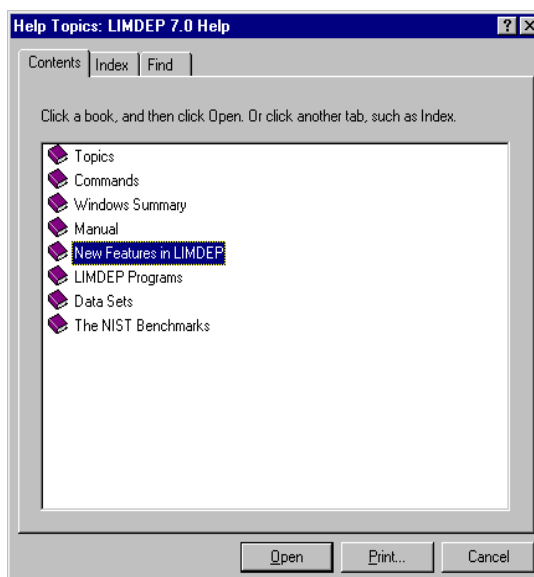 Help Topics: LIMDEP 7.0 Help
Contents Index Find
Click a book, and then click Open. Or click another tab, such as Index.
Topics
Commands
Windows Summary
Manual
New Features in LIMDEP
LIMDEP Programs
Data Sets
The NIST Benchmarks
Open Print... Cancel